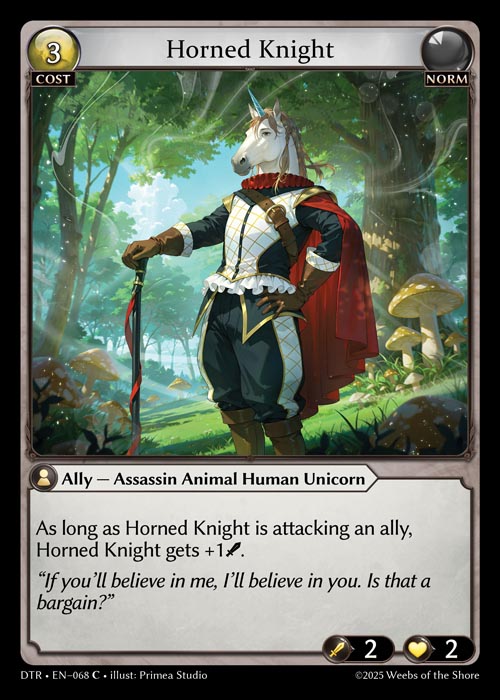 3
Horned Knight
COST
NORM
Ally — Assassin Animal Human Unicorn
As long as Horned Knight is attacking an ally,
Horned Knight gets +1.
“If you’ll believe in me, I’ll believe in you. Is that a
bargain?”
2
2
DTR • EN–068 C • illust: Primea Studio
©2025 Weebs of the Shore